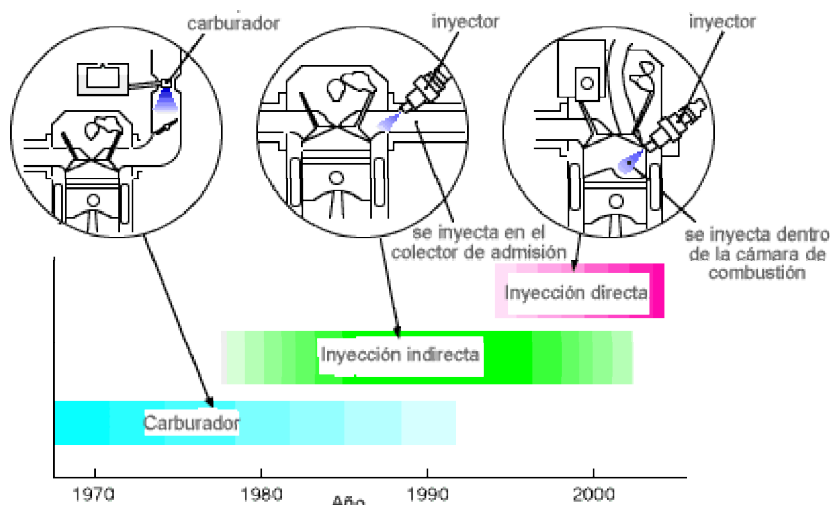 carburador
inyector
inyector
se inyecta en el
colector de admisión
se inyecta dentro
de la cámara de
combustión
Inyección directa
Inyección indirecta
Carburador
1970
1980
1990
2000
Año